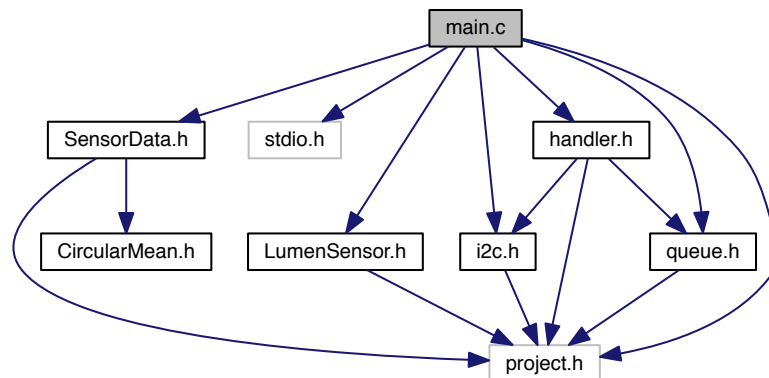 main.c
SensorData.h
stdio.h
handler.h
CircularMean.h
LumenSensor.h
i2c.h
queue.h
project.h